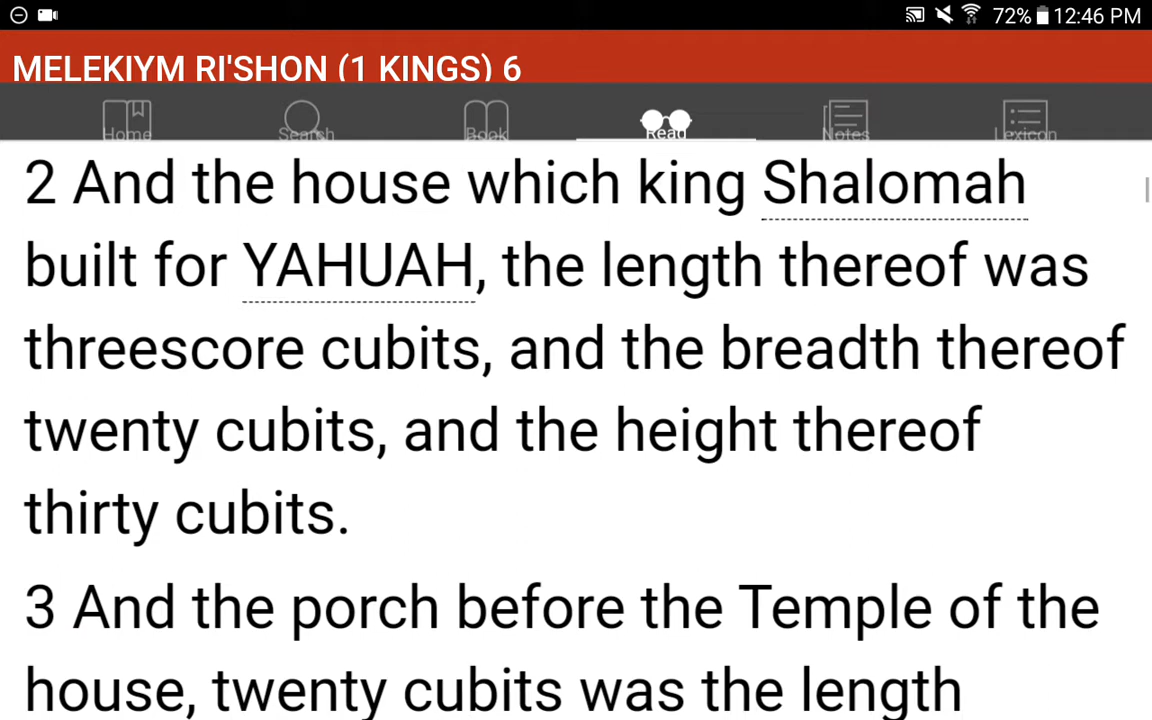 72% 12:46 PM
MELEKIYM RI'SHON (1 KINGS) 6
Home Search Book Read Notes Lexicon
2 And the house which king Shalomah
built for YAHUAH, the length thereof was
threescore cubits, and the breadth thereof
twenty cubits, and the height thereof
thirty cubits.
3 And the porch before the Temple of the
house, twenty cubits was the length